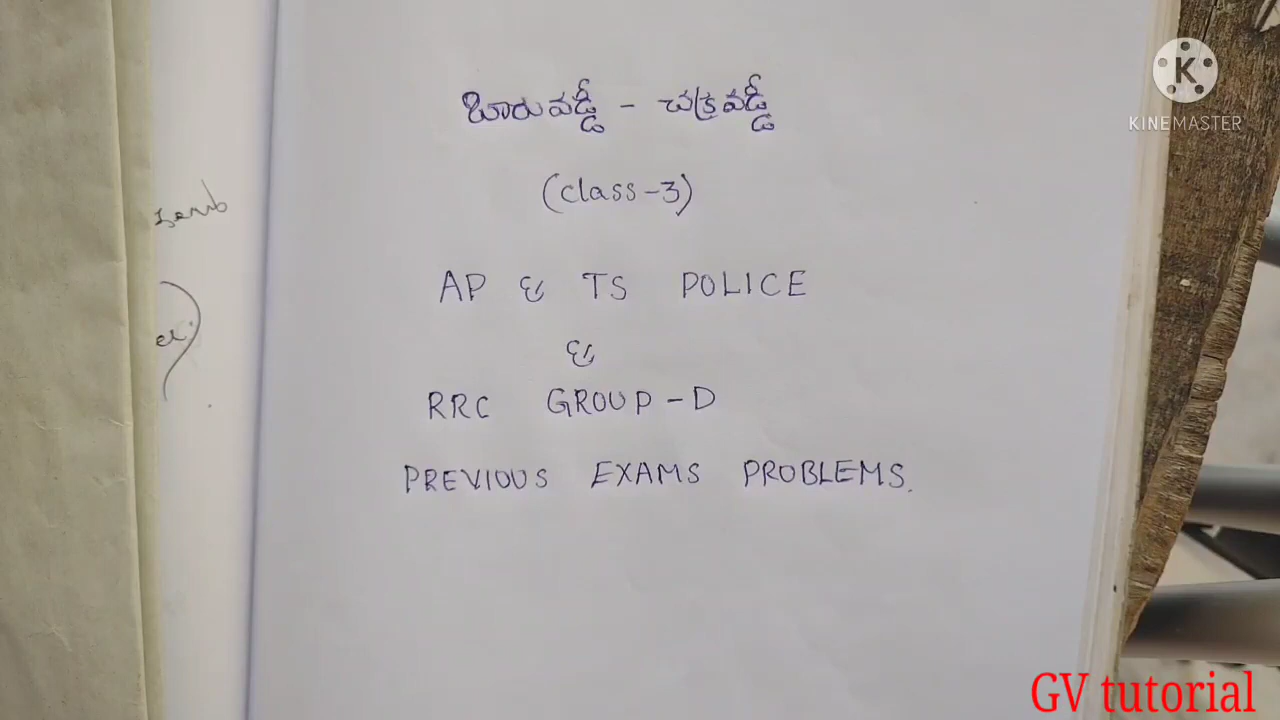 బారువడ్డీ - చక్రవడ్డీ
(class-3)
AP & TS POLICE
&
RRC GROUP-D
PREVIOUS EXAMS PROBLEMS.
KINEMASTER
GV tutorial